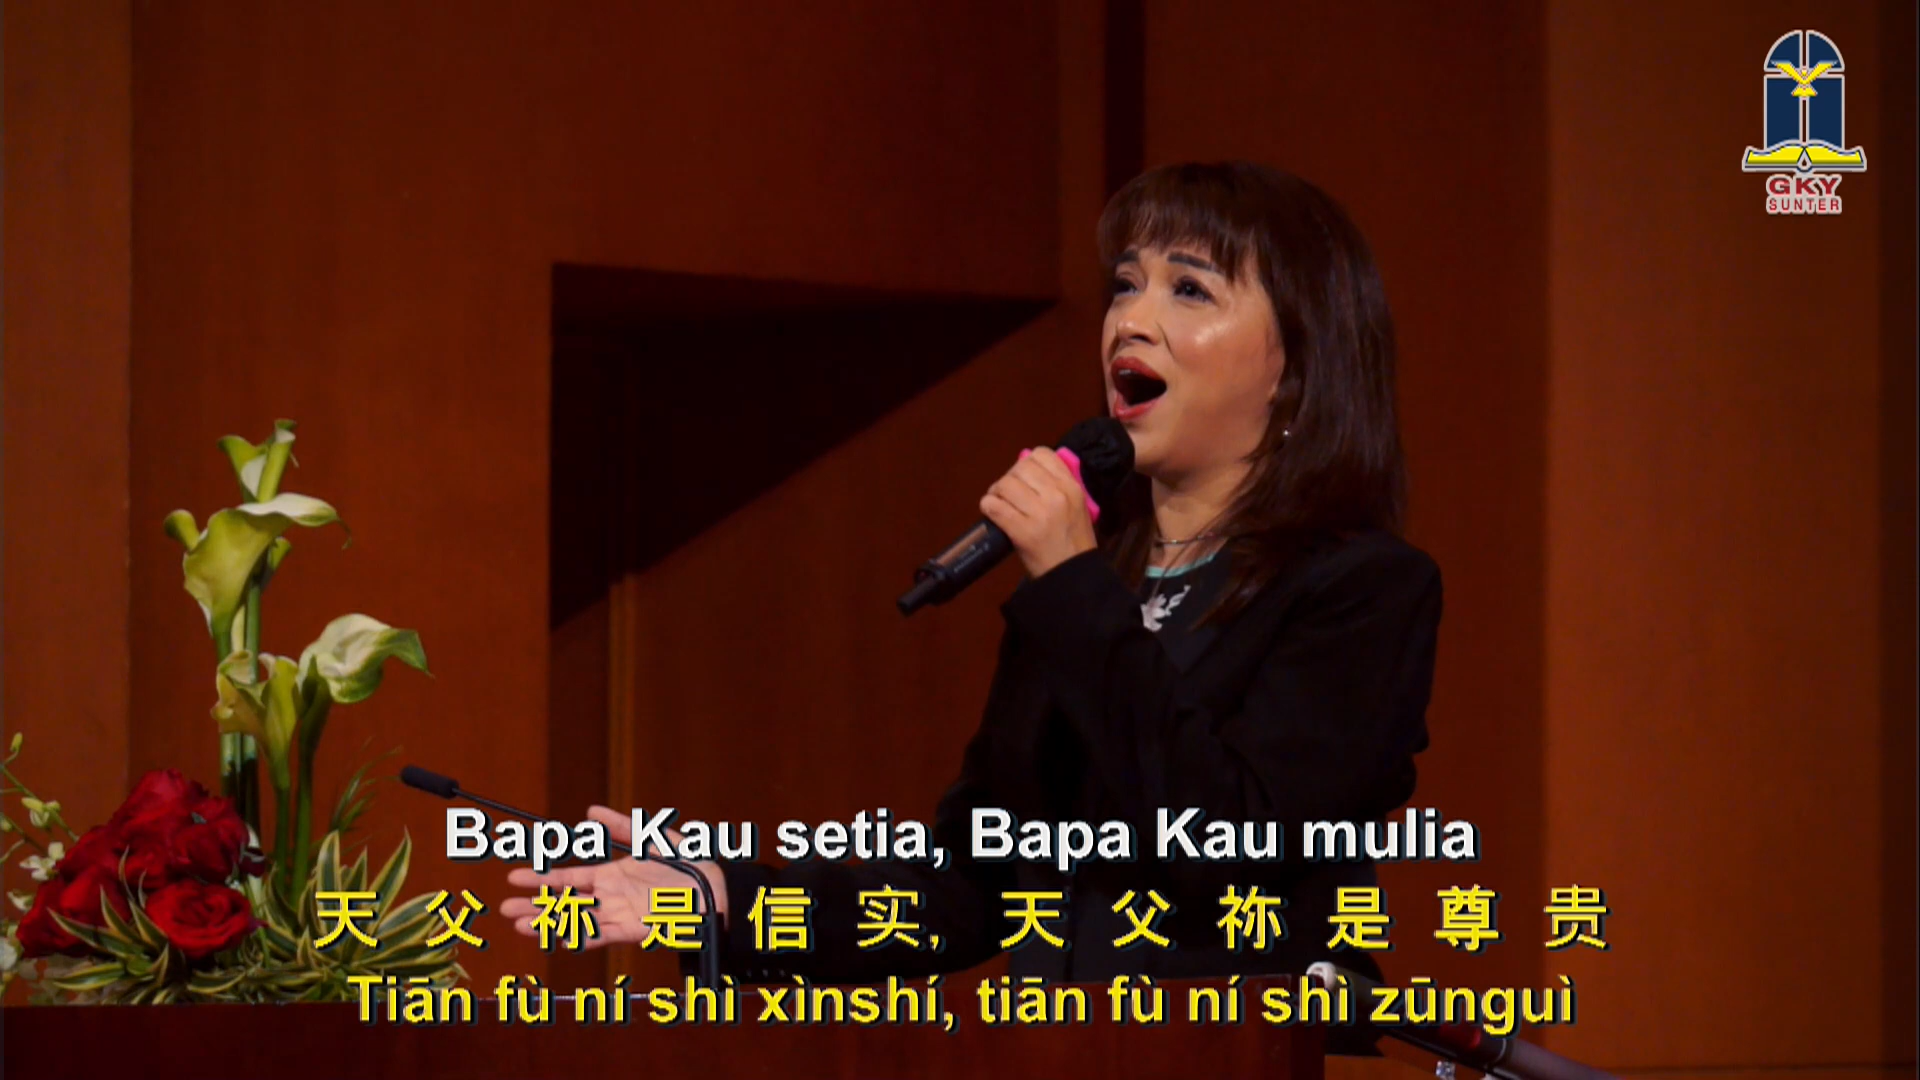 GKY
SUNTER
Bapa Kau setia, Bapa Kau mulia
天 父 祢 是 信 实, 天 父 祢 是 尊 贵
Tiān fù ní shì xìnshí, tiān fù ní shì zūnguì